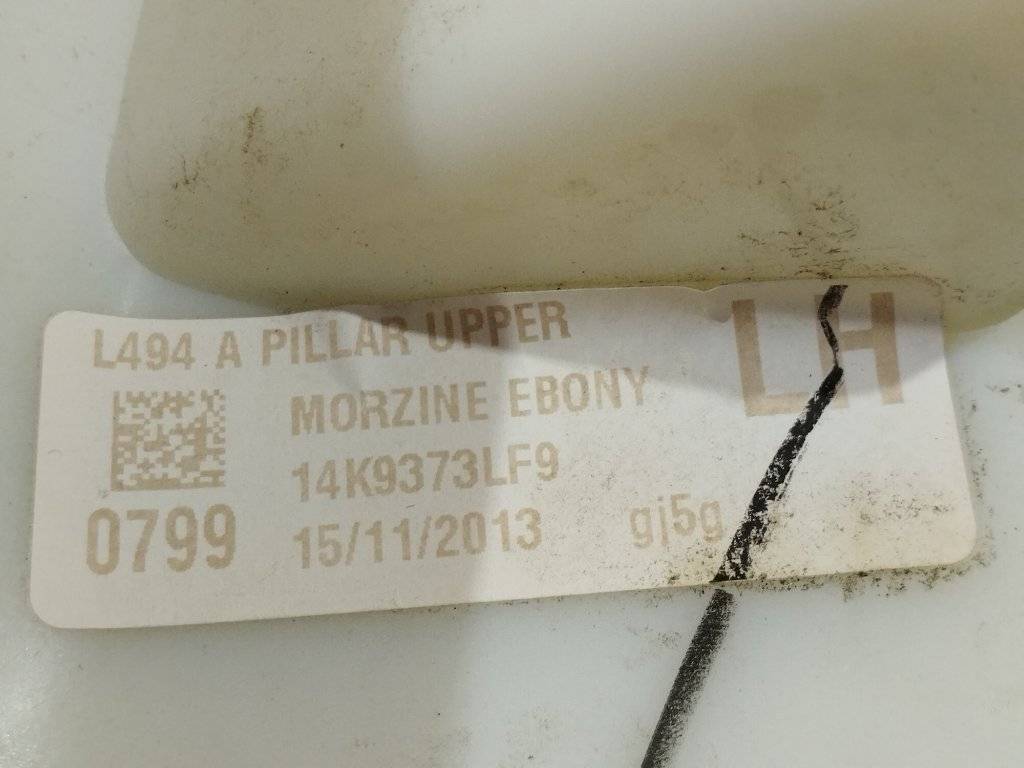 L494 A PILLAR UPPER
LH
MORZINE EBONY
14K9373LF9
0799
15/11/2013 gj5g